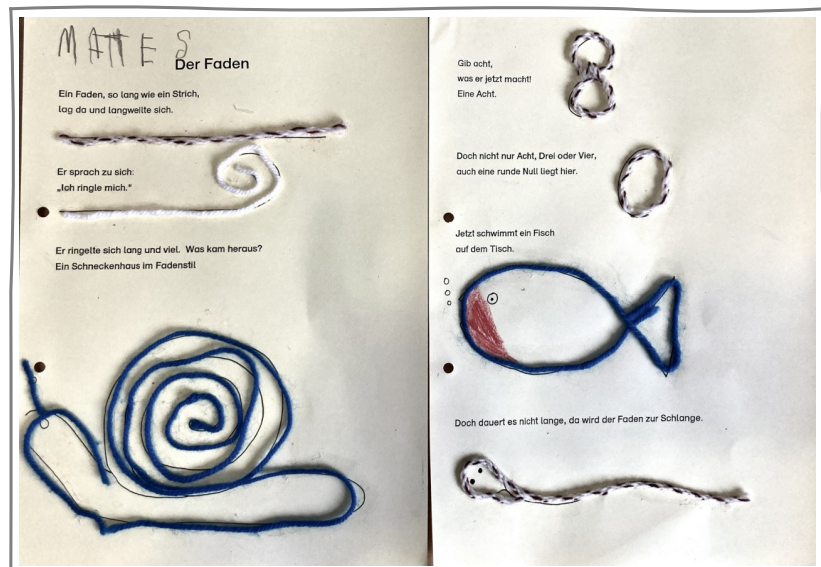 MATTES
Der Faden
Ein Faden, so lang wie ein Strich,
lag da und langweilte sich.
Er sprach zu sich:
„Ich ringle mich.“
Er ringelte sich lang und viel. Was kam heraus?
Ein Schneckenhaus im Fadenstil
Gib acht,
was er jetzt macht!
Eine Acht.
Doch nicht nur Acht, Drei oder Vier,
auch eine runde Null liegt hier.
Jetzt schwimmt ein Fisch
auf dem Tisch.
Doch dauert es nicht lange, da wird der Faden zur Schlange.